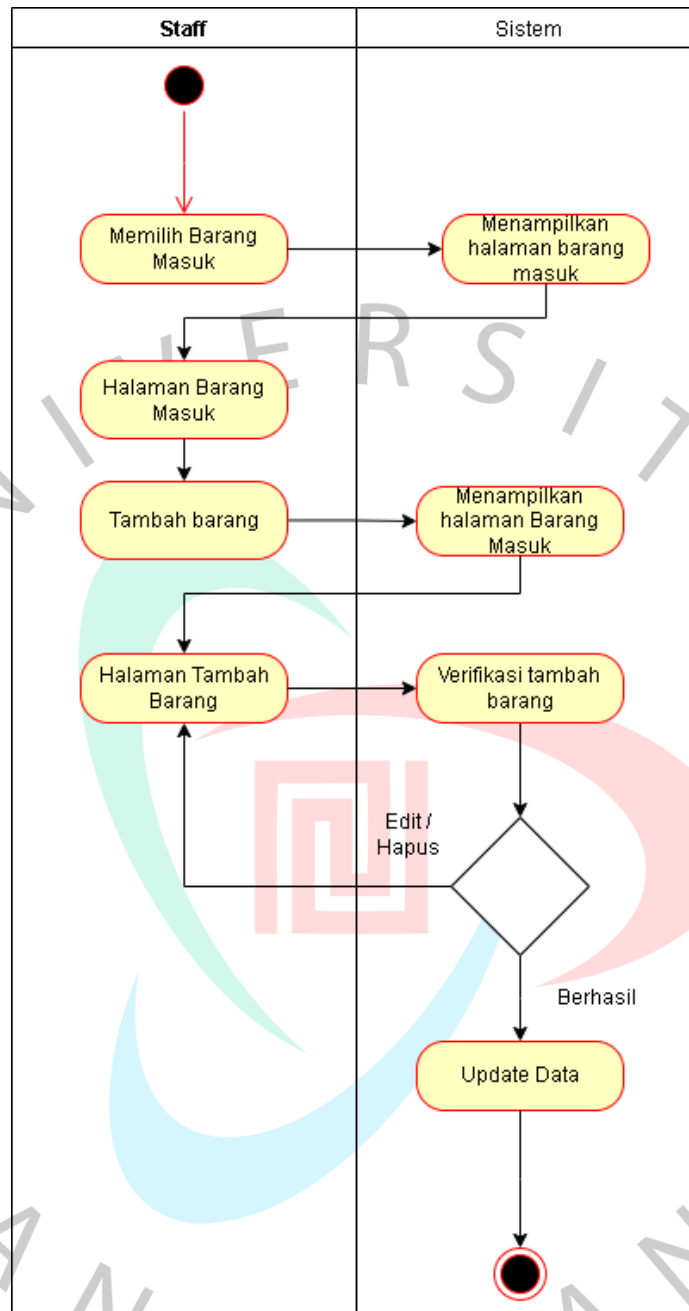 Staff
Sistem
Memilih Barang
Masuk
Menampilkan
halaman barang
masuk
Halaman Barang
Masuk
Tambah barang
Menampilkan
halaman Barang
Masuk
Halaman Tambah
Barang
Verifikasi tambah
barang
Edit /
Hapus
Berhasil
Update Data